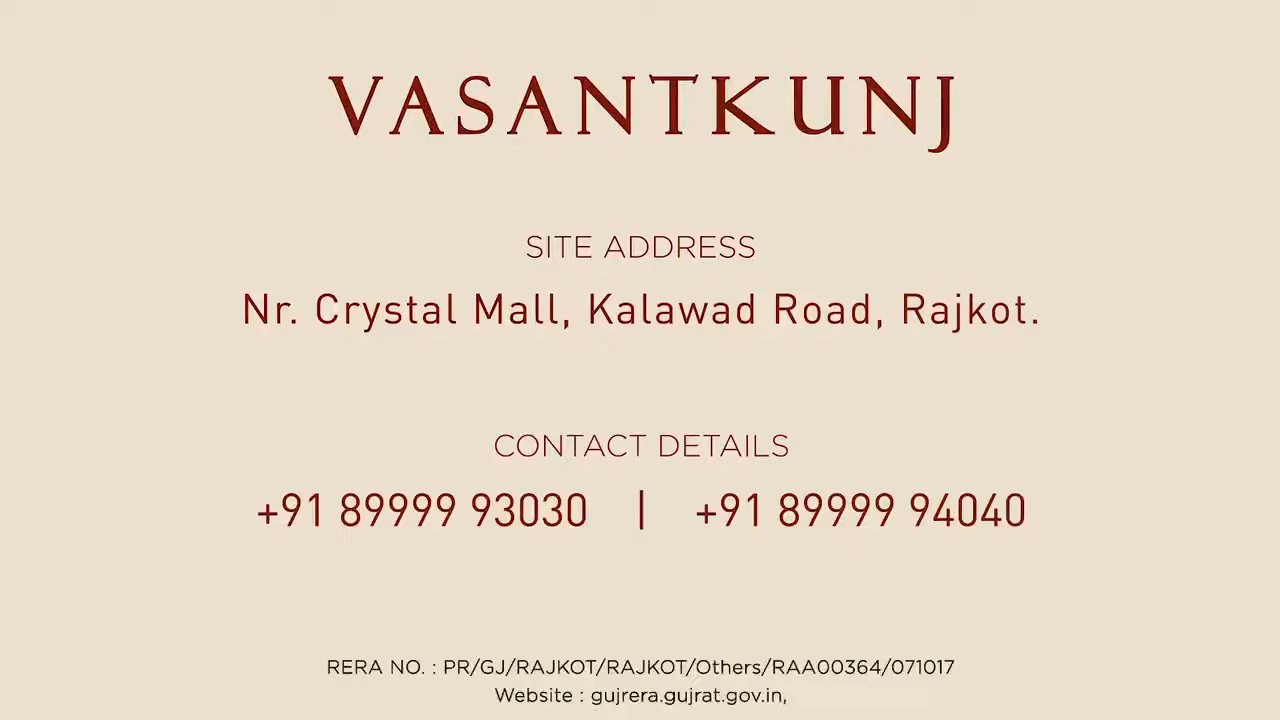 VASANTKUNJ
SITE ADDRESS
Nr. Crystal Mall, Kalawad Road, Rajkot.
CONTACT DETAILS
+91 89999 93030 | +91 89999 94040
RERA NO. : PR/GJ/RAJKOT/RAJKOT/Others/RAA00364/071017
Website : gujrera.gujrat.gov.in,